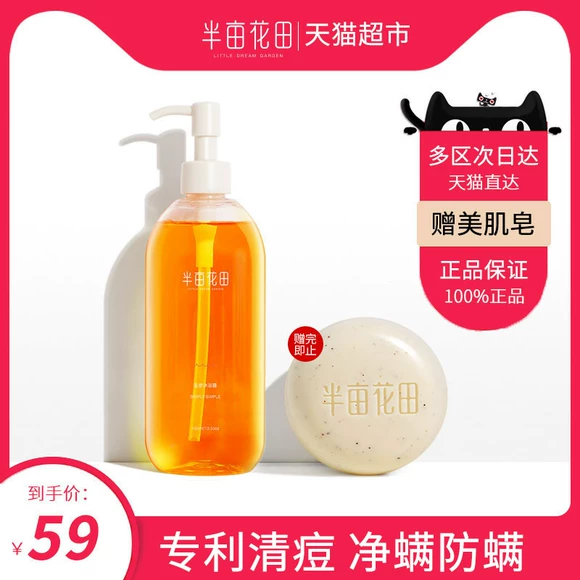 半亩花田 | 天猫超市
LITTLE DREAM GARDEN
多区次日达
天猫直达
赠美肌皂
正品保证
100%正品
半亩花田
赠完
即止
半亩花田
到手价:
¥59
专利清痘 净螨防螨